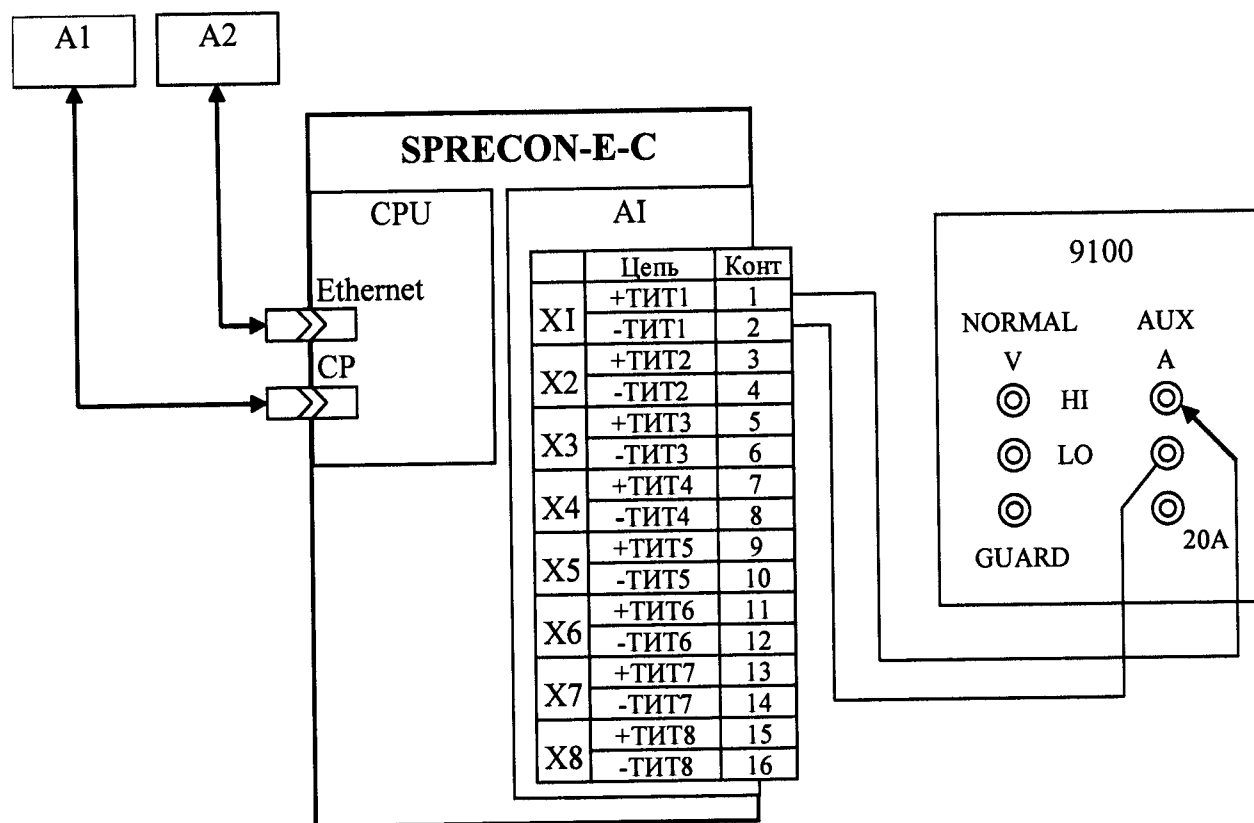 A1
A2
SPRECON-E-C
CPU
AI
Ethernet
CP
Цепь Конт
X1 +ТИТ1 1
-ТИТ1 2
X2 +ТИТ2 3
-ТИТ2 4
X3 +ТИТ3 5
-ТИТ3 6
X4 +ТИТ4 7
-ТИТ4 8
X5 +ТИТ5 9
-ТИТ5 10
X6 +ТИТ6 11
-ТИТ6 12
X7 +ТИТ7 13
-ТИТ7 14
X8 +ТИТ8 15
-ТИТ8 16
9100
NORMAL AUX
V A
HI
LO
20A
GUARD